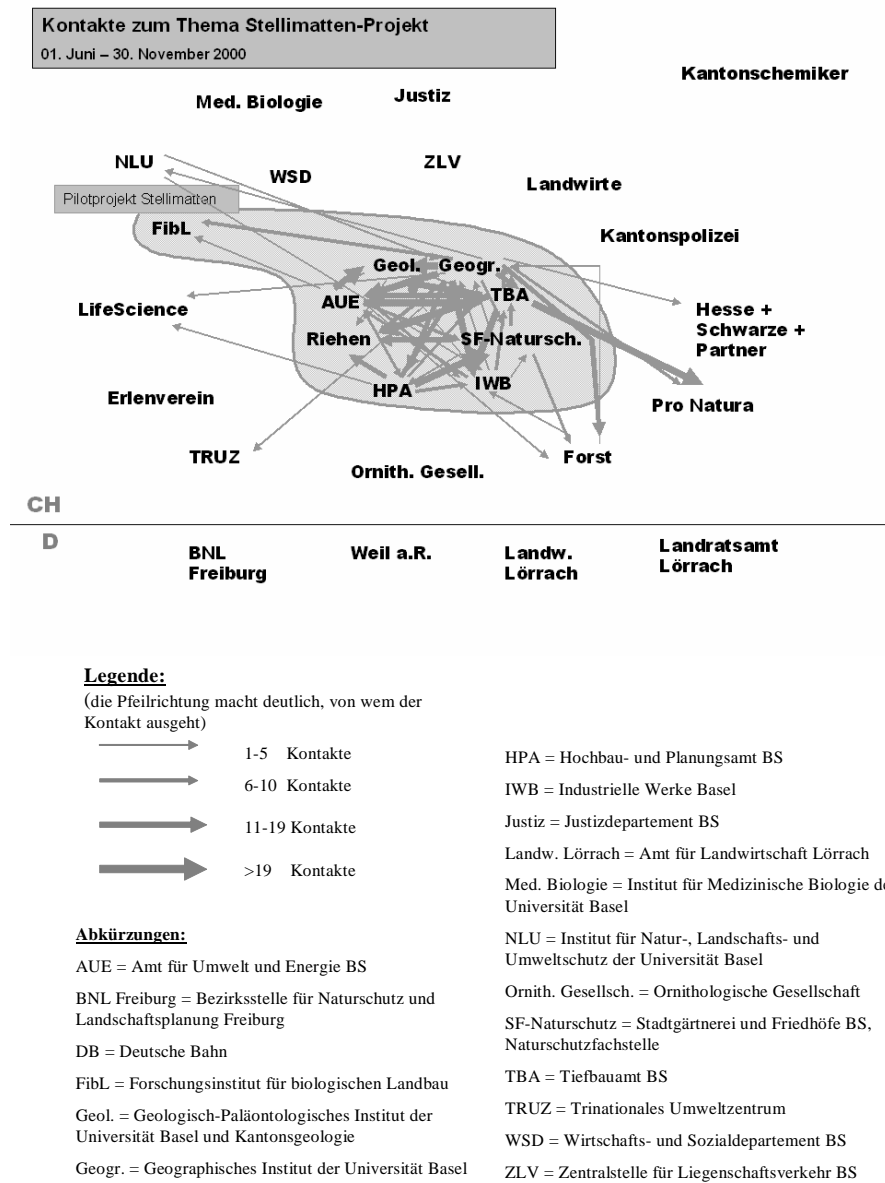 Kontakte zum Thema Stellimatten-Projekt
01. Juni – 30. November 2000
Kantonschemiker
Med. Biologie
Justiz
NLU
WSD
ZLV
Landwirte
Pilotprojekt Stellimatten
FibL
Kantonspolizei
Geol.
Geogr.
AUE
TBA
LifeScience
Hesse +
Schwarze +
Partner
Riehen
SF-Natursch.
HPA
IWB
Erlenverein
Pro Natura
TRUZ
Ornith. Gesell.
Forst
CH
D
BNL
Freiburg
Weil a.R.
Landw.
Lörrach
Landratsamt
Lörrach
Legende:
(die Pfeilrichtung macht deutlich, von wem der
Kontakt ausgeht)
1-5 Kontakte
6-10 Kontakte
11-19 Kontakte
>19 Kontakte
Abkürzungen:
AUE = Amt für Umwelt und Energie BS
BNL Freiburg = Bezirksstelle für Naturschutz und
Landschaftsplanung Freiburg
DB = Deutsche Bahn
FibL = Forschungsinstitut für biologischen Landbau
Geol. = Geologisch-Paläontologisches Institut der
Universität Basel und Kantonsgeologie
Geogr. = Geographisches Institut der Universität Basel
HPA = Hochbau- und Planungsamt BS
IWB = Industrielle Werke Basel
Justiz = Justizdepartement BS
Landw. Lörrach = Amt für Landwirtschaft Lörrach
Med. Biologie = Institut für Medizinische Biologie de
Universität Basel
NLU = Institut für Natur-, Landschafts- und
Umweltschutz der Universität Basel
Ornith. Gesellsch. = Ornithologische Gesellschaft
SF-Naturschutz = Stadtgärtnerei und Friedhöfe BS,
Naturschutzfachstelle
TBA = Tiefbauamt BS
TRUZ = Trinationales Umweltzentrum
WSD = Wirtschafts- und Sozialdepartement BS
ZLV = Zentralstelle für Liegenschaftsverkehr BS